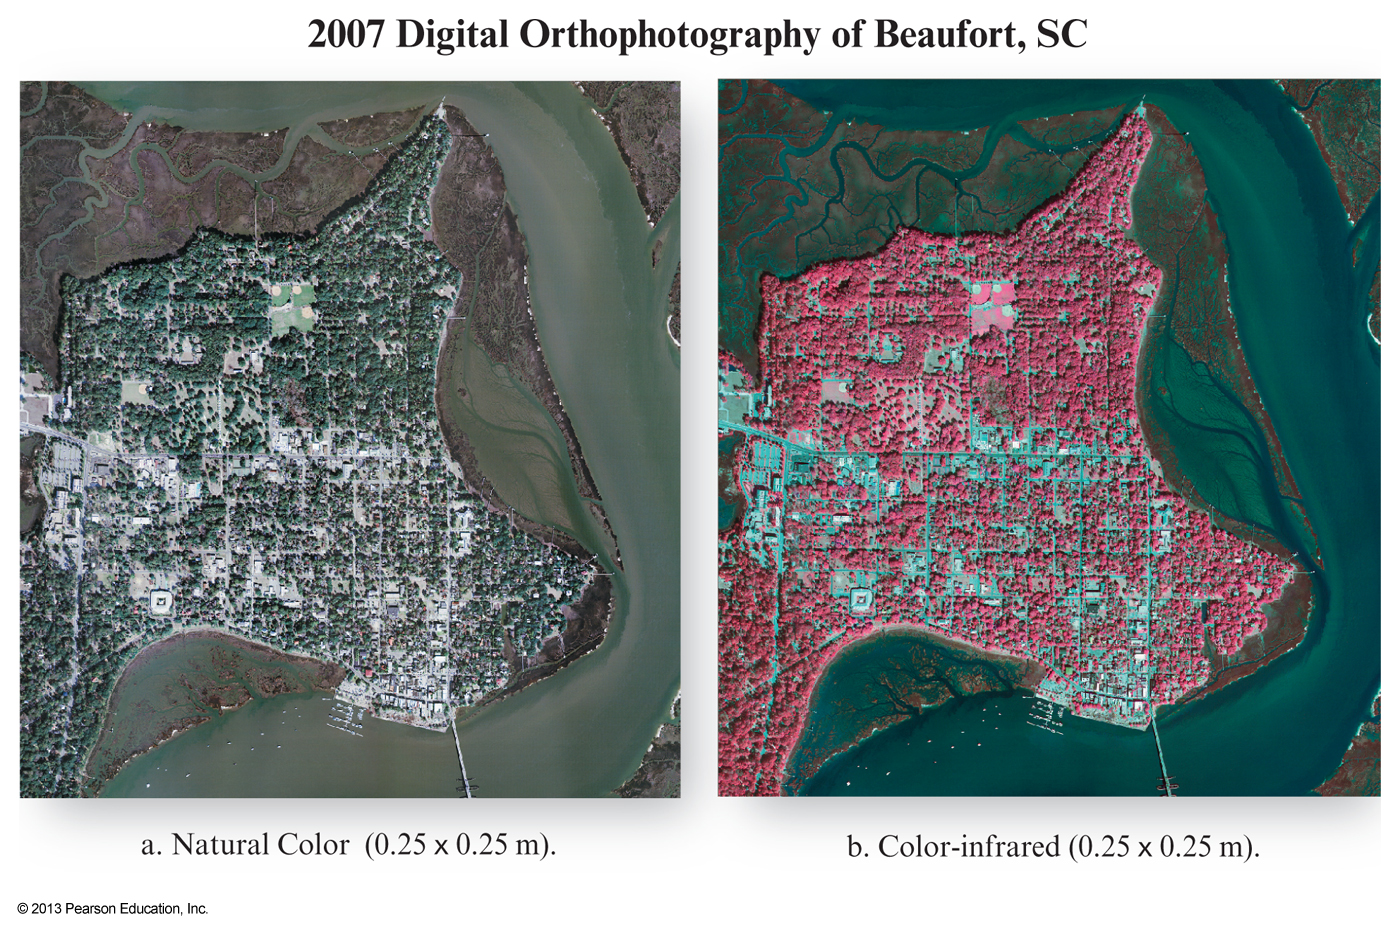 2007 Digital Orthophotography of Beaufort, SC
a. Natural Color (0.25 x 0.25 m).
b. Color-infrared (0.25 x 0.25 m).
© 2013 Pearson Education, Inc.